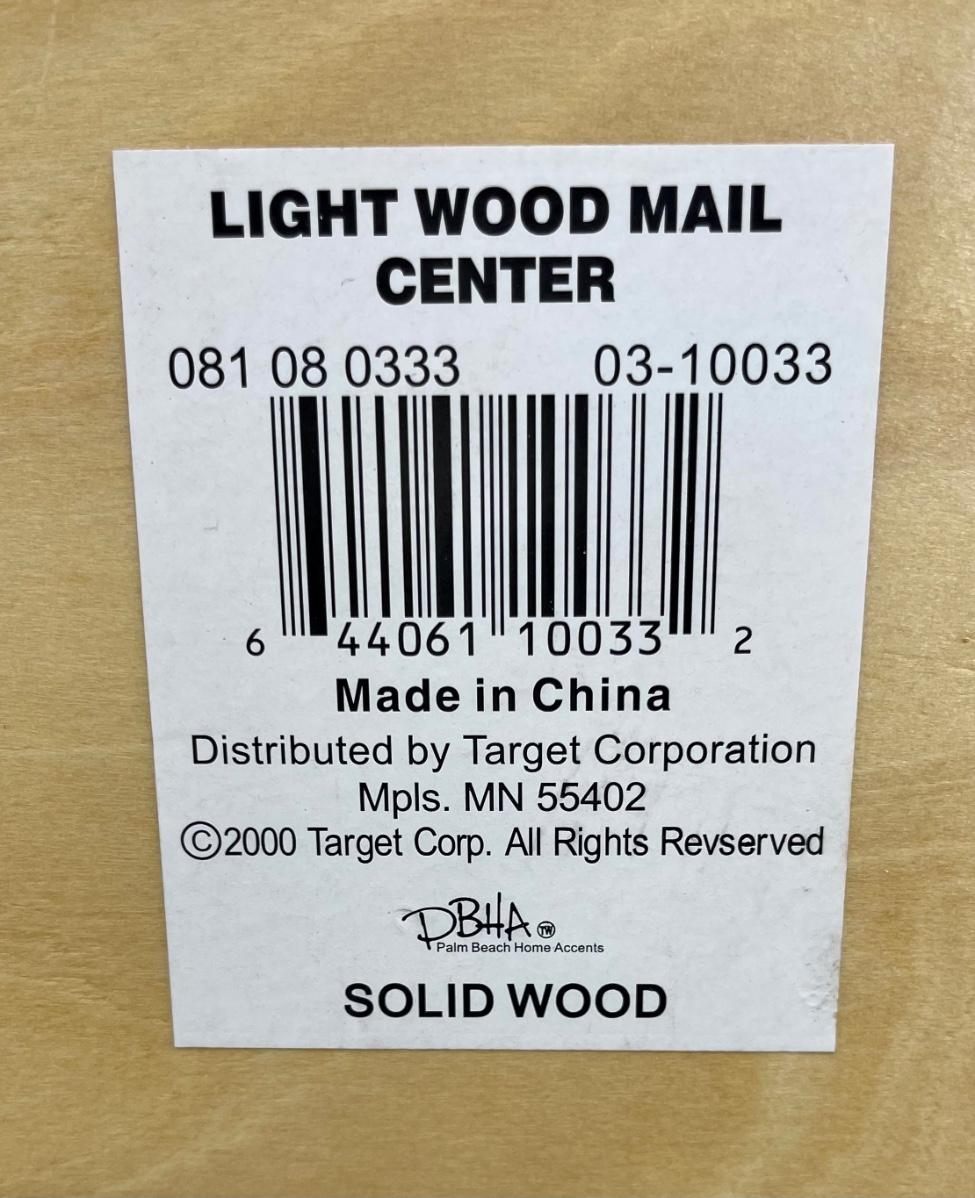 LIGHT WOOD MAIL
CENTER
081 08 0333 03-10033
6 44061 10033 2
Made in China
Distributed by Target Corporation
Mpls. MN 55402
©2000 Target Corp. All Rights Revserved
PBHA TW
Palm Beach Home Accents
SOLID WOOD